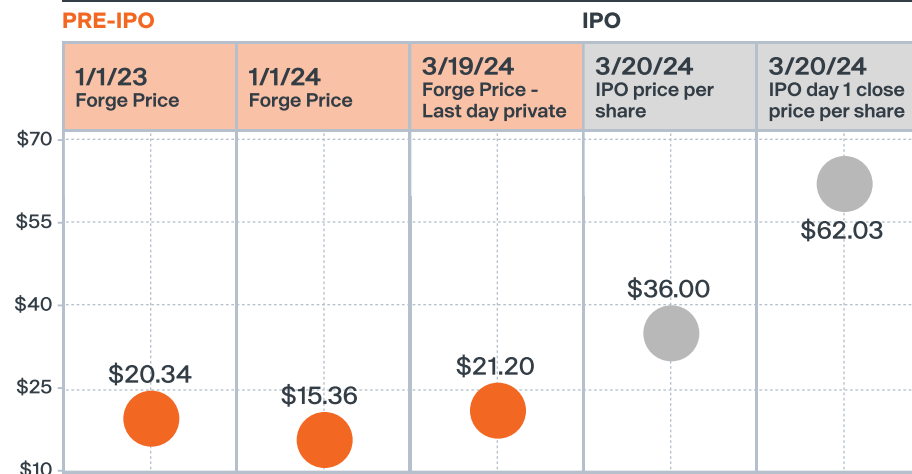 PRE-IPO
IPO
1/1/23
Forge Price
1/1/24
Forge Price
3/19/24
Forge Price -
Last day private
3/20/24
IPO price per
share
3/20/24
IPO day 1 close
price per share
$70
$55
$40
$25
$10
$20.34
$15.36
$21.20
$36.00
$62.03